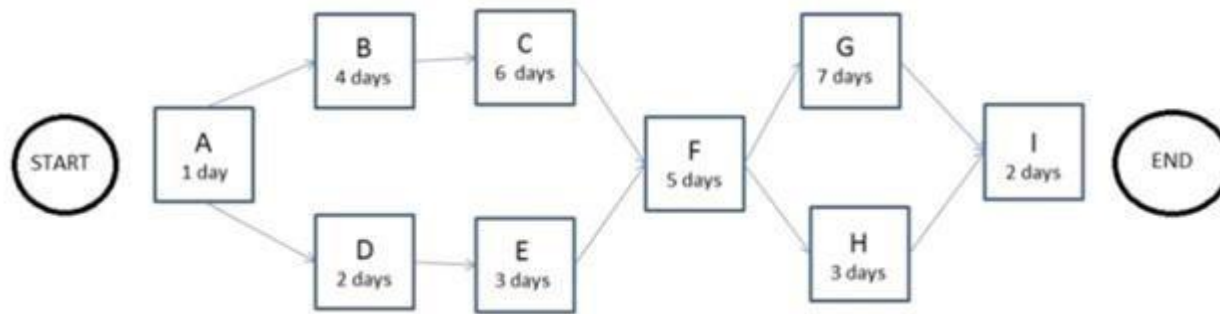 START
A
1 day
B
4 days
C
6 days
D
2 days
E
3 days
F
5 days
G
7 days
H
3 days
I
2 days
END